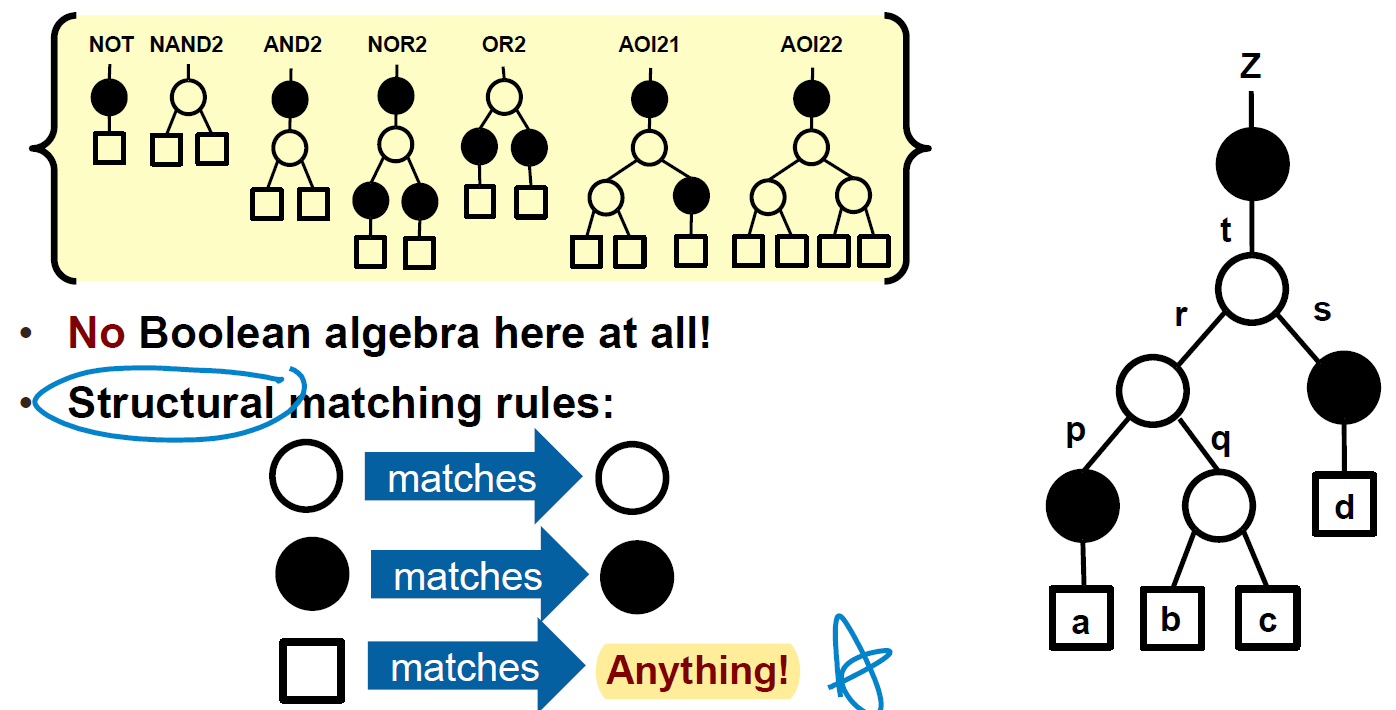 NOT NAND2 AND2 NOR2 OR2 AOI21 AOI22
• No Boolean algebra here at all!
• Structural matching rules:
matches
matches
matches Anything!
Z
t
r s
p q
d
a b c